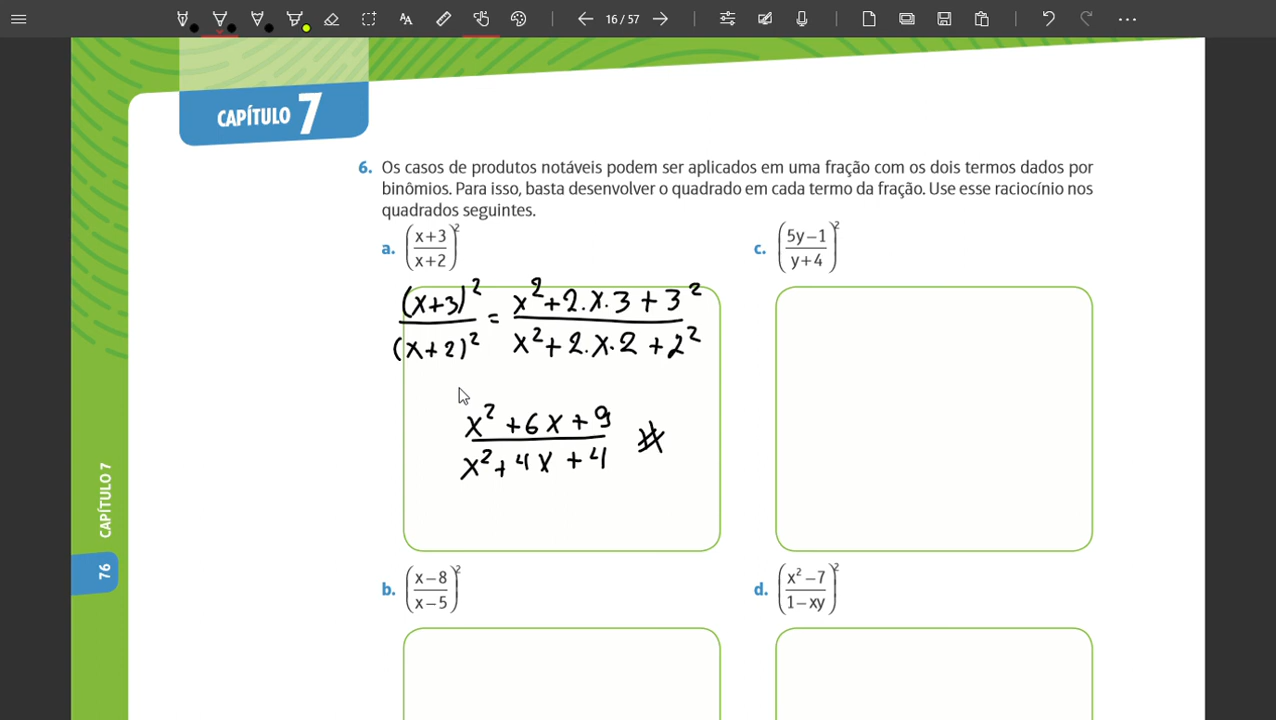 16 / 57
CAPÍTULO 7
6. Os casos de produtos notáveis podem ser aplicados em uma fração com os dois termos dados por
binômios. Para isso, basta desenvolver o quadrado em cada termo da fração. Use esse raciocínio nos
quadrados seguintes.
a. ((x+3)/(x+2))²
(x+3)²/(x+2)² = (x²+2.x.3+3²)/(x²+2.x.2+2²)
(x²+6x+9)/(x²+4x+4)
b. ((x−8)/(x−5))²
c. ((5y−1)/(y+4))²
d. ((x²−7)/(1−xy))²
CAPÍTULO 7
76